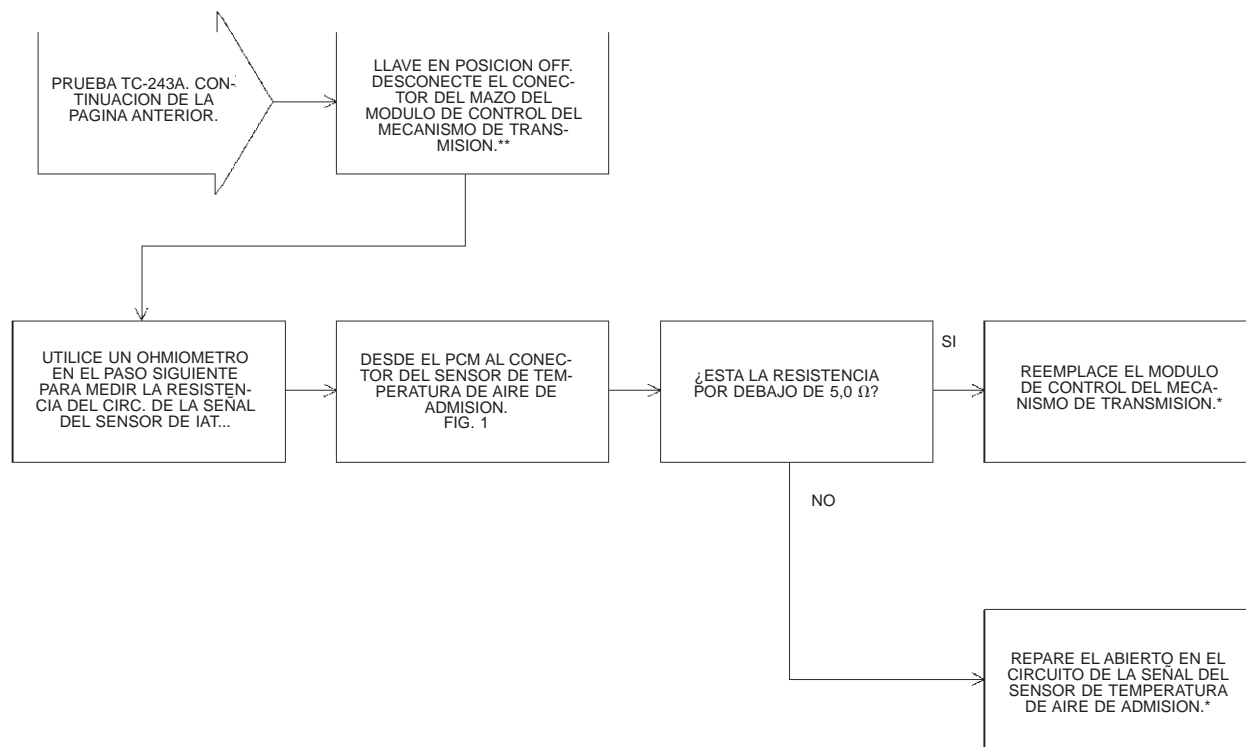 PRUEBA TC-243A. CON-
TINUACION DE LA
PAGINA ANTERIOR.
LLAVE EN POSICION OFF.
DESCONECTE EL CONEC-
TOR DEL MAZO DEL
MODULO DE CONTROL DEL
MECANISMO DE TRANS-
MISION.**
UTILICE UN OHMIOMETRO
EN EL PASO SIGUIENTE
PARA MEDIR LA RESISTEN-
CIA DEL CIRC. DE LA SEÑAL
DEL SENSOR DE IAT...
DESDE EL PCM AL CONEC-
TOR DEL SENSOR DE TEM-
PERATURA DE AIRE DE
ADMISION.
FIG. 1
¿ESTA LA RESISTENCIA
POR DEBAJO DE 5,0 Ω?
SI
REEMPLACE EL MODULO
DE CONTROL DEL MECA-
NISMO DE TRANSMISION.*
NO
REPARE EL ABIERTO EN EL
CIRCUITO DE LA SEÑAL DEL
SENSOR DE TEMPERATURA
DE AIRE DE ADMISION.*